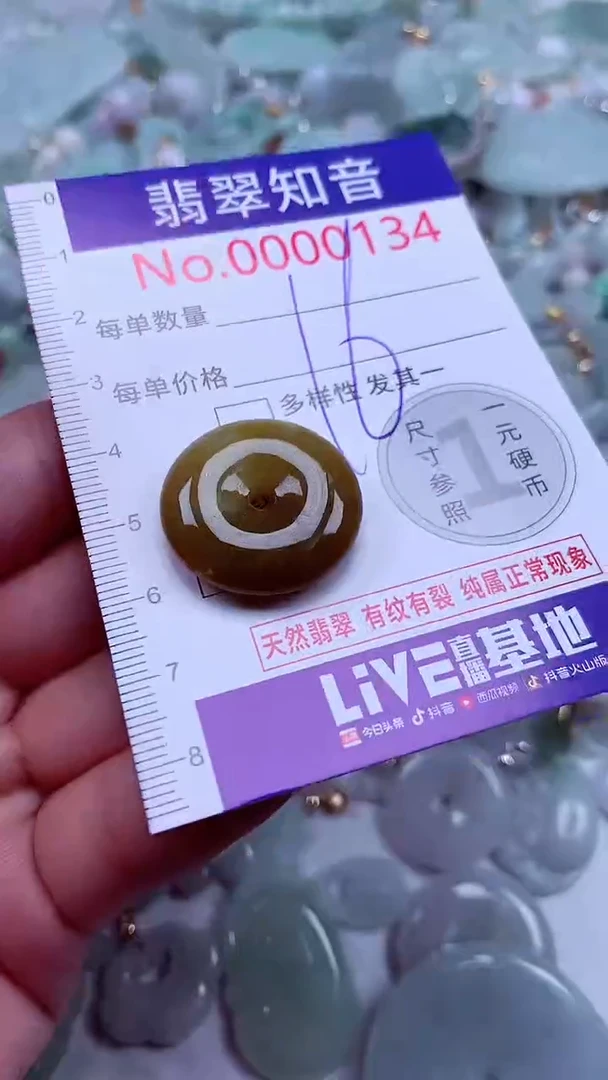 翡翠知音
No.0000134
每单数量
每单价格
16
多样性 发其一
尺寸参照
1
一元硬币
天然翡翠 有纹有裂 纯属正常现象
LiVE直播基地
今日头条 抖音 西瓜视频 抖音火山版
0
1
2
3
4
5
6
7
8